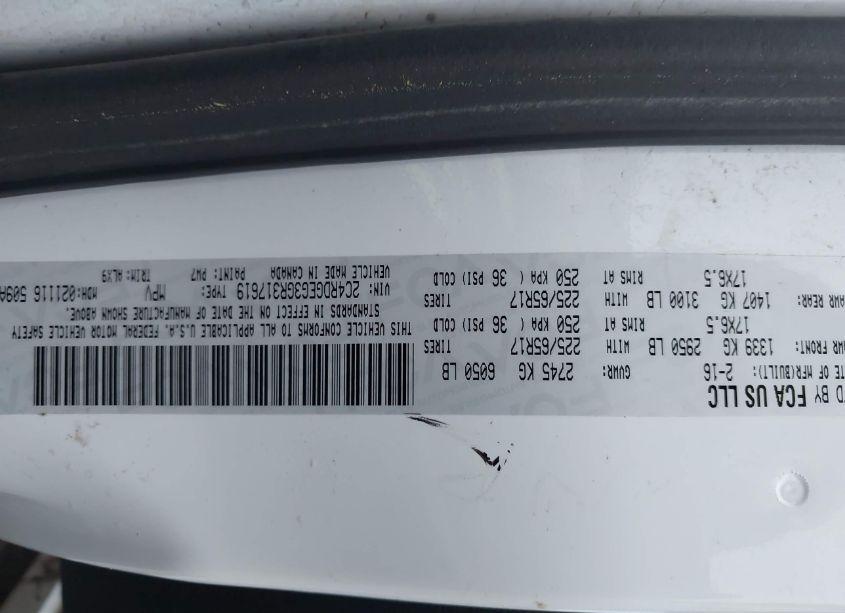 D BY FCA US LLC
TE OF MFR(BUILT): 2-16 GVWR: 2745 KG 6050 LB
AWR FRONT: 1339 KG 2950 LB WITH TIRES 225/65R17
RIMS AT 17X6.5 250 KPA ( 36 PSI) COLD
AWR REAR: 1407 KG 3100 LB WITH TIRES 225/65R17
RIMS AT 17X6.5 250 KPA ( 36 PSI) COLD
THIS VEHICLE CONFORMS TO ALL APPLICABLE U.S.A. FEDERAL MOTOR VEHICLE SAFETY
STANDARDS IN EFFECT ON THE DATE OF MANUFACTURE SHOWN ABOVE.
VIN: 2C4RDGEG3GR317619 TYPE: MPV MDH:021116 509A
VEHICLE MADE IN CANADA PAINT: PW7 TRIM: ALX9